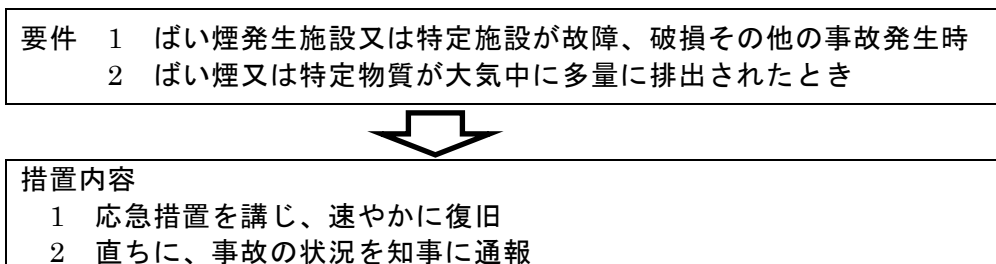 要件 1 ばい煙発生施設又は特定施設が故障、破損その他の事故発生時
2 ばい煙又は特定物質が大気中に多量に排出されたとき
措置内容
1 応急措置を講じ、速やかに復旧
2 直ちに、事故の状況を知事に通報